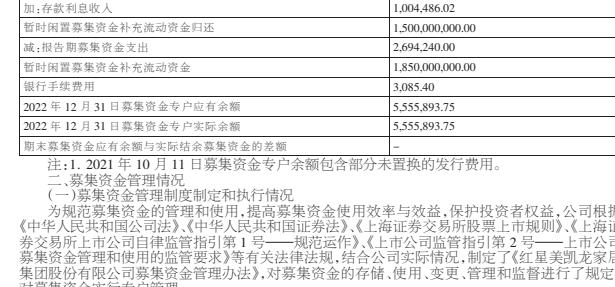 加:存款利息收入 1,004,486.02
暂时闲置募集资金补充流动资金归还 1,500,000,000.00
减:报告期募集资金支出 2,694,240.00
暂时闲置募集资金补充流动资金 1,850,000,000.00
银行手续费用 3,085.40
2022 年 12 月 31 日募集资金专户应有余额 5,555,893.75
2022 年 12 月 31 日募集资金专户实际余额 5,555,893.75
期末募集资金应有余额与实际结余募集资金的差额 –
注:1. 2021 年 10 月 11 日募集资金专户余额包含部分未置换的发行费用。
二、募集资金管理情况
(一)募集资金管理制度制定和执行情况
为规范募集资金的管理和使用,提高募集资金使用效率与效益,保护投资者权益,公司根据
《中华人民共和国公司法》、《中华人民共和国证券法》、《上海证券交易所股票上市规则》、《上海证
券交易所上市公司自律监管指引第 1 号——规范运作》、《上市公司监管指引第 2 号——上市公司
募集资金管理和使用的监管要求》等有关法律法规,结合公司实际情况,制定了《红星美凯龙家居
集团股份有限公司募集资金管理办法》,对募集资金的存储、使用、变更、管理和监督进行了规定,
对募集资金实行专户管理